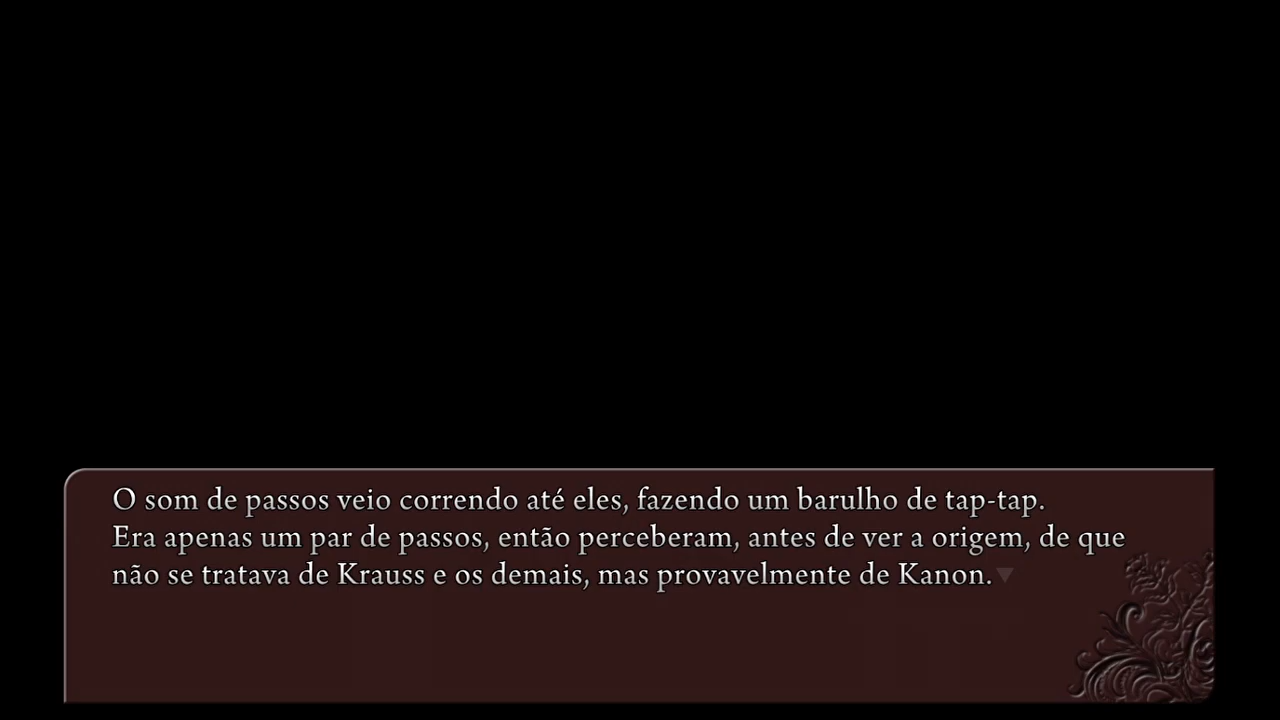 O som de passos veio correndo até eles, fazendo um barulho de tap-tap.
Era apenas um par de passos, então perceberam, antes de ver a origem, de que
não se tratava de Krauss e os demais, mas provavelmente de Kanon.